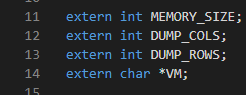 11 extern int MEMORY_SIZE;
12 extern int DUMP_COLS;
13 extern int DUMP_ROWS;
14 extern char *VM;
15